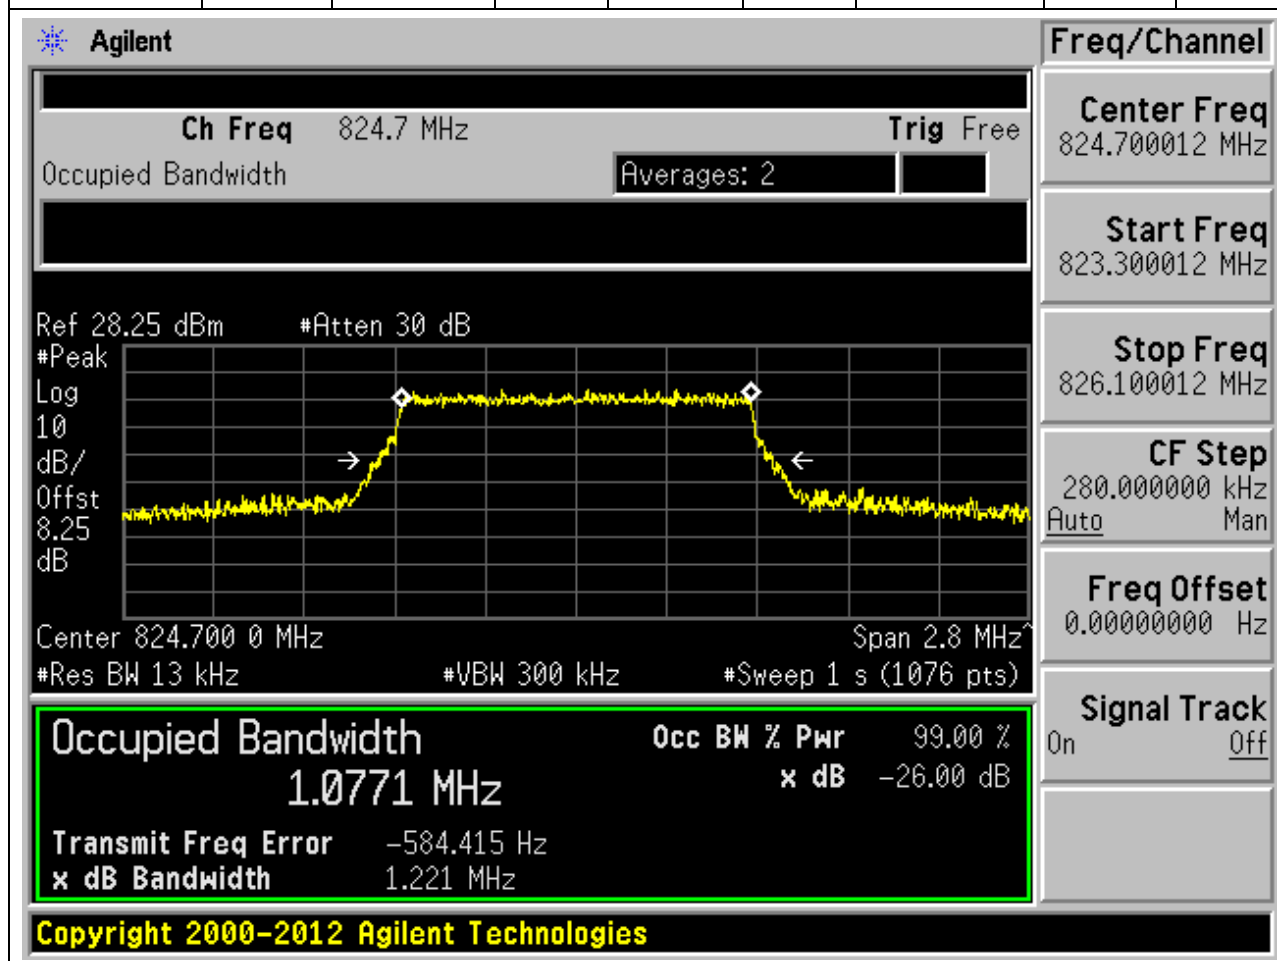 Agilent
Freq/Channel
Ch Freq 824.7 MHz Trig Free
Occupied Bandwidth Averages: 2
Center Freq
824.700012 MHz
Start Freq
823.300012 MHz
Stop Freq
826.100012 MHz
CF Step
280.000000 kHz
Auto Man
Freq Offset
0.00000000 Hz
Signal Track
On Off
Ref 28.25 dBm #Atten 30 dB
#Peak
Log
10
dB/
Offst
8.25
dB
Center 824.700 0 MHz Span 2.8 MHz^
#Res BW 13 kHz #VBW 300 kHz #Sweep 1 s (1076 pts)
Occupied Bandwidth Occ BW % Pwr 99.00 %
1.0771 MHz x dB -26.00 dB
Transmit Freq Error -584.415 Hz
x dB Bandwidth 1.221 MHz
Copyright 2000-2012 Agilent Technologies